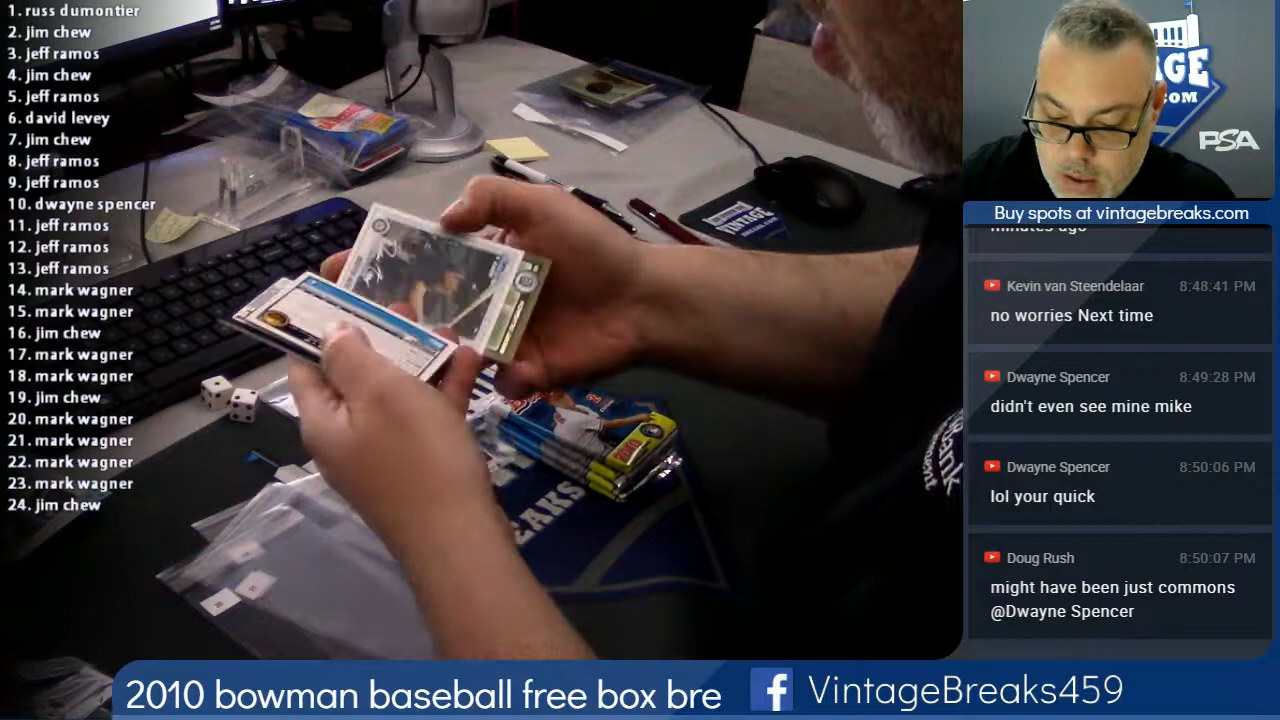 1. russ dumontier
2. jim chew
3. jeff ramos
4. jim chew
5. jeff ramos
6. david levey
7. jim chew
8. jeff ramos
9. jeff ramos
10. dwayne spencer
11. jeff ramos
12. jeff ramos
13. jeff ramos
14. mark wagner
15. mark wagner
16. jim chew
17. mark wagner
18. mark wagner
19. jim chew
20. mark wagner
21. mark wagner
22. mark wagner
23. mark wagner
24. jim chew
AGE
.COM
PSA
Buy spots at vintagebreaks.com
minutes ago
Kevin van Steendelaar 8:48:41 PM
no worries Next time
Dwayne Spencer 8:49:28 PM
didn't even see mine mike
Dwayne Spencer 8:50:06 PM
lol your quick
Doug Rush 8:50:07 PM
might have been just commons
@Dwayne Spencer
VINTAGE
EAKS
2010 bowman baseball free box bre
f VintageBreaks459